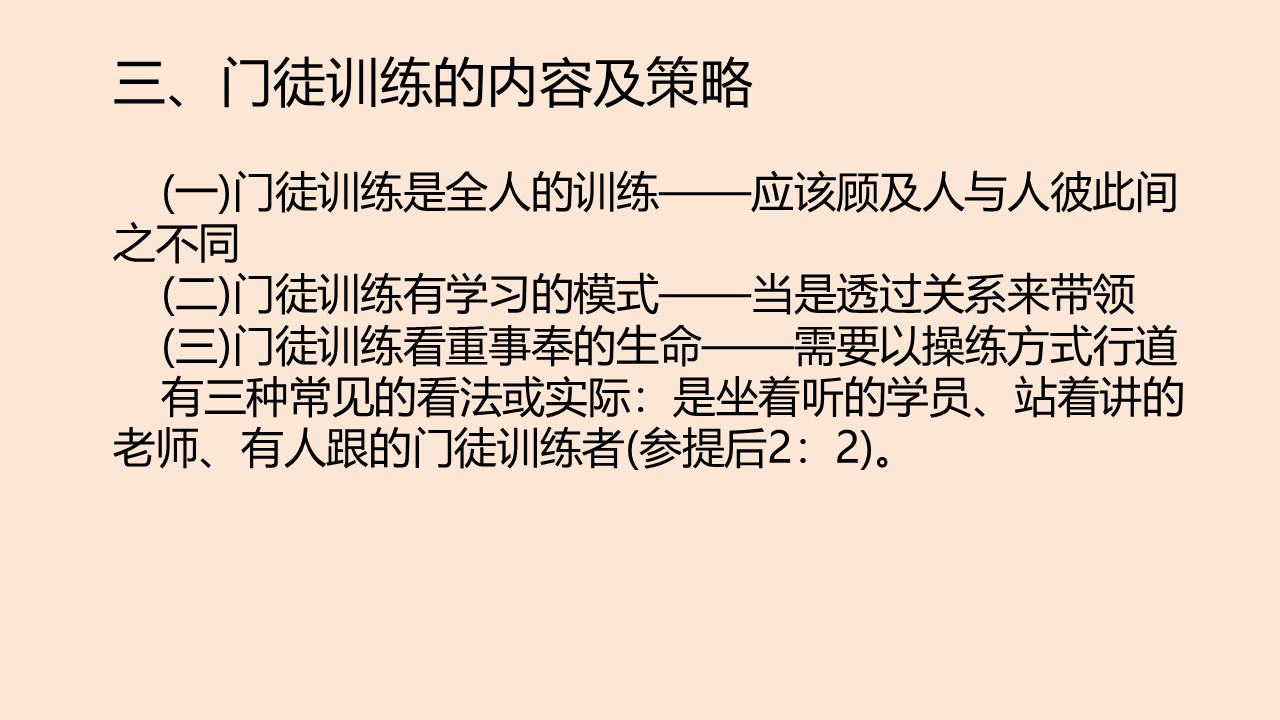 三、门徒训练的内容及策略
(一)门徒训练是全人的训练——应该顾及人与人彼此间
之不同
(二)门徒训练有学习的模式——当是透过关系来带领
(三)门徒训练看重事奉的生命——需要以操练方式行道
有三种常见的看法或实际：是坐着听的学员、站着讲的
老师、有人跟的门徒训练者(参提后2：2)。